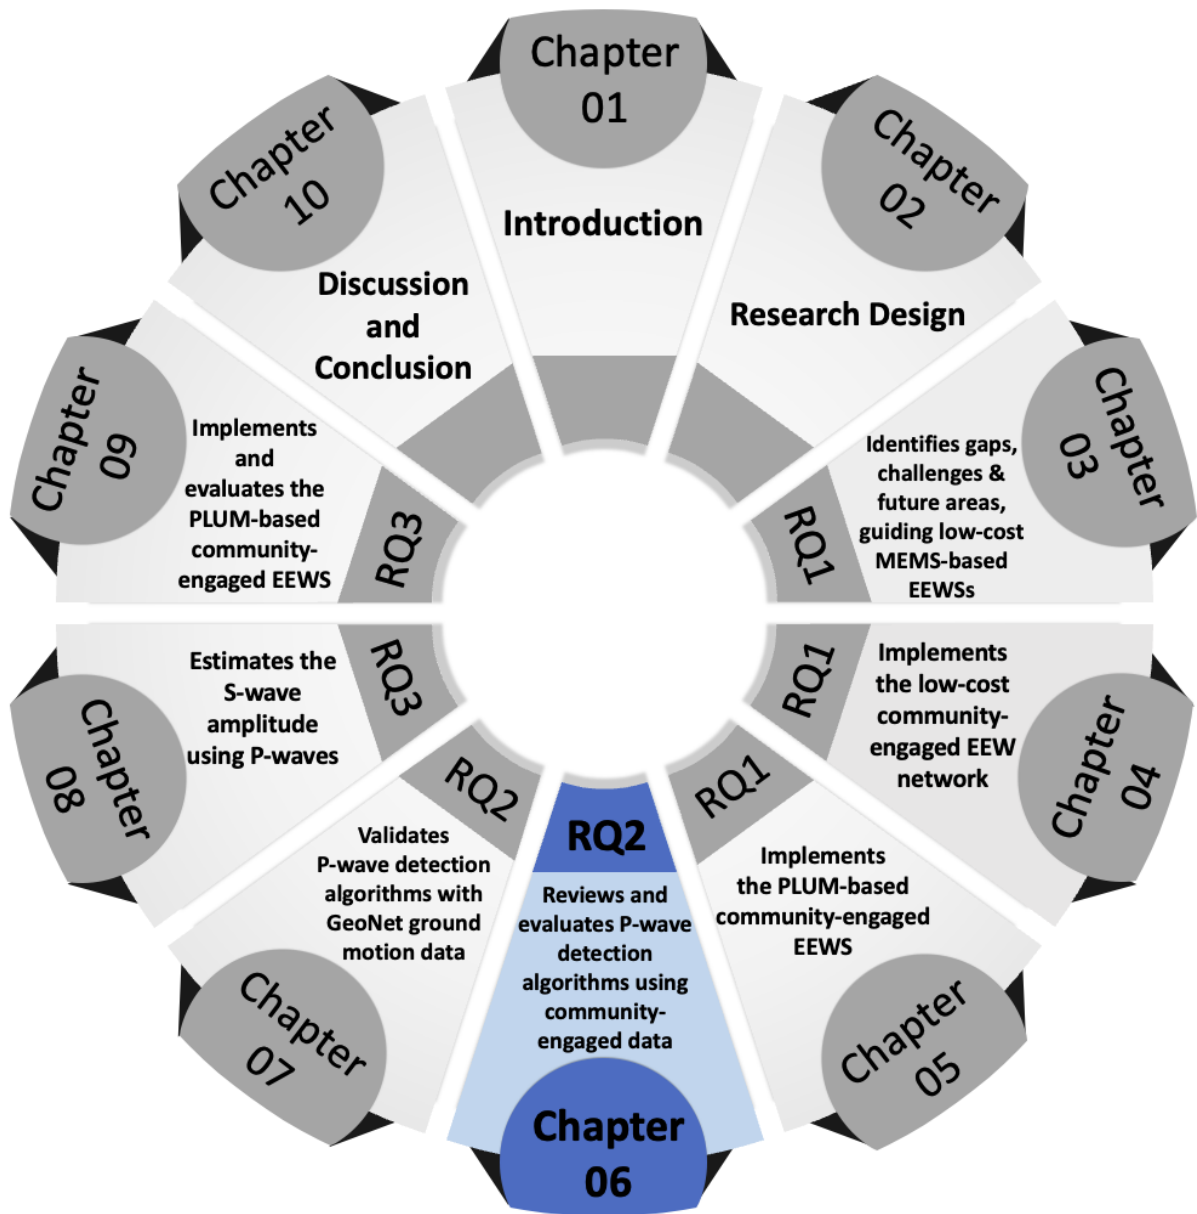 Chapter
01
Introduction
Chapter
02
Research Design
Chapter
03
Identifies gaps,
challenges &
future areas,
guiding low-cost
MEMS-based
EEWSs
RQ1
Chapter
04
Implements
the low-cost
community-
engaged EEW
network
RQ1
Chapter
05
Implements
the PLUM-based
community-engaged
EEWS
RQ1
RQ2
Reviews and
evaluates P-wave
detection
algorithms using
community-
engaged data
Chapter
06
RQ2
Validates
P-wave detection
algorithms with
GeoNet ground
motion data
Chapter
07
RQ3
Estimates the
S-wave
amplitude
using P-waves
Chapter
08
RQ3
Implements
and
evaluates the
PLUM-based
community-
engaged EEWS
Chapter
09
Chapter
10
Discussion
and
Conclusion